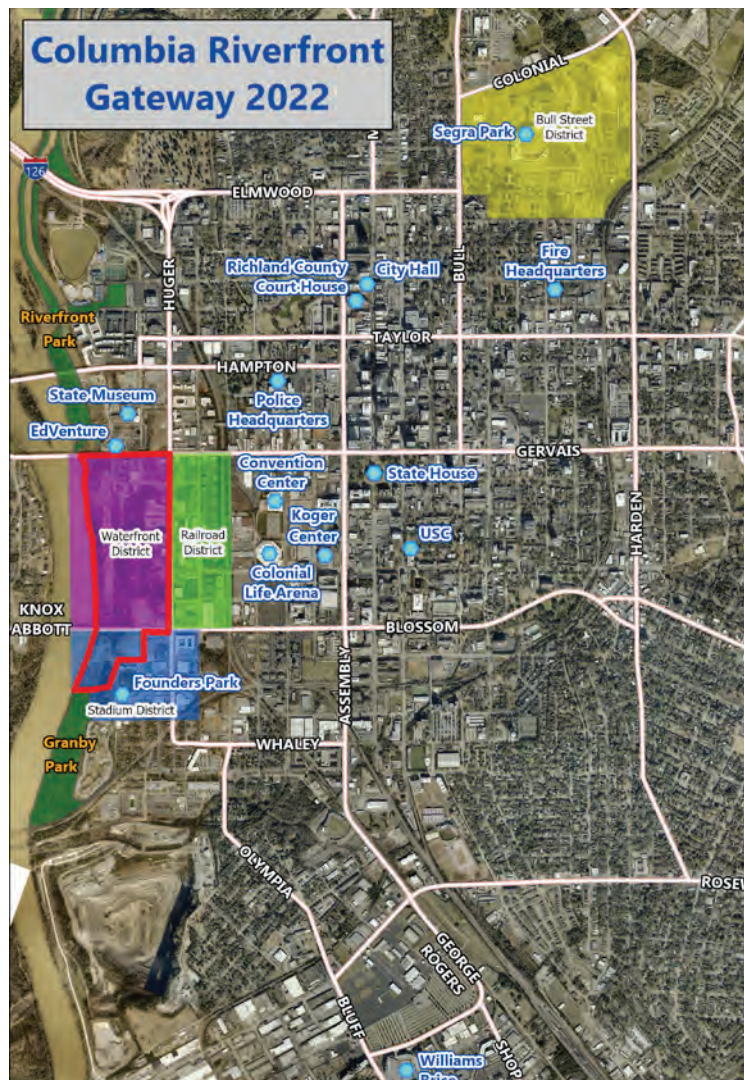 Columbia Riverfront
Gateway 2022
COLONIAL
Segra Park
Bull Street
District
126
ELMWOOD
HUGER
BULL
Richland County
Court House
City Hall
Fire
Headquarters
Riverfront
Park
TAYLOR
HAMPTON
State Museum
Police
Headquarters
EdVenture
GERVAIS
Convention
Center
State House
HARDEN
Waterfront
District
Railroad
District
Koger
Center
USC
Colonial
Life Arena
KNOX
ABBOTT
BLOSSOM
ASSEMBLY
Founders Park
Stadium District
Granby
Park
WHALEY
OLYMPIA
ROSEW
GEORGE
ROGERS
BLUFF
SHOP
Williams